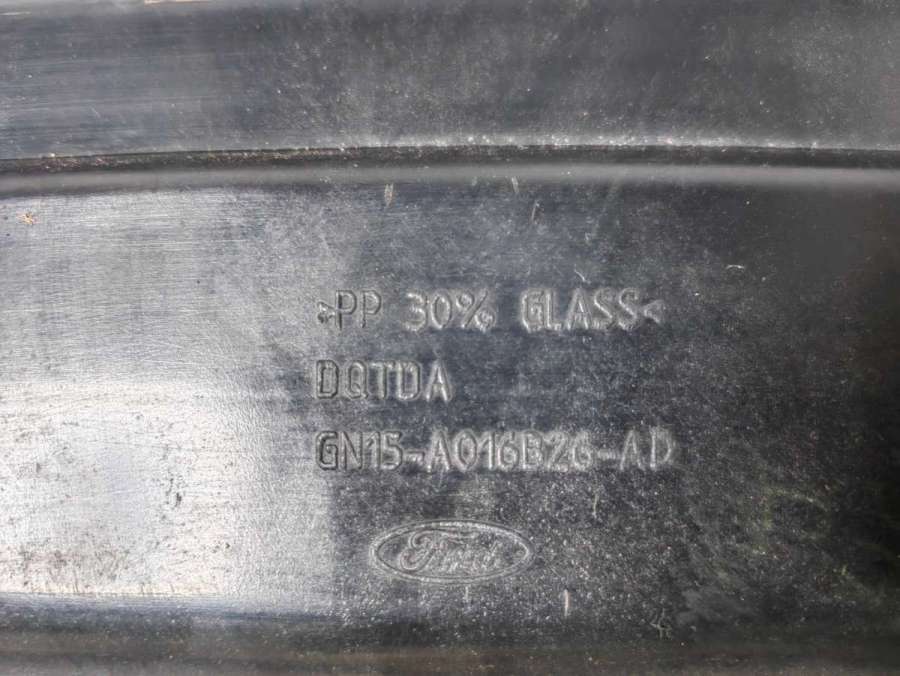 >PP 30% GLASS<
DQTDA
GN15-A016B26-AD
Ford